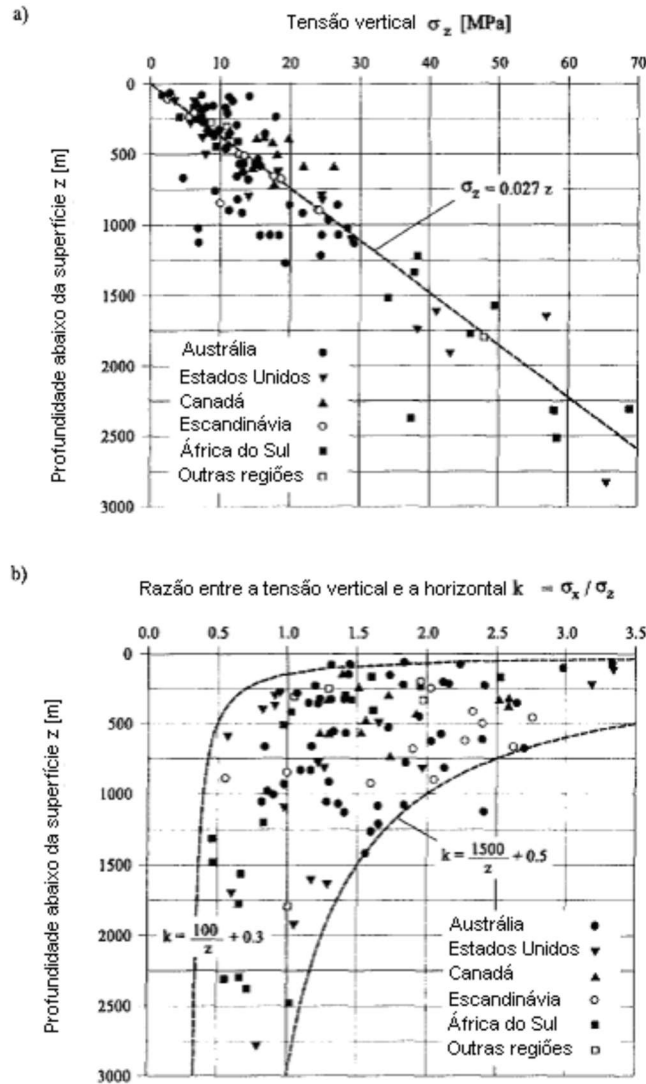 a)
Tensão vertical σz [MPa]
0 10 20 30 40 50 60 70
Profundidade abaixo da superfície z [m]
0
500
1000
1500
2000
2500
3000
σz = 0.027 z
Austrália
Estados Unidos
Canadá
Escandinávia
África do Sul
Outras regiões
b)
Razão entre a tensão vertical e a horizontal k = σx / σz
0.0 0.5 1.0 1.5 2.0 2.5 3.0 3.5
Profundidade abaixo da superfície z [m]
0
500
1000
1500
2000
2500
3000
k = 1500/z + 0.5
k = 100/z + 0.3
Austrália
Estados Unidos
Canadá
Escandinávia
África do Sul
Outras regiões